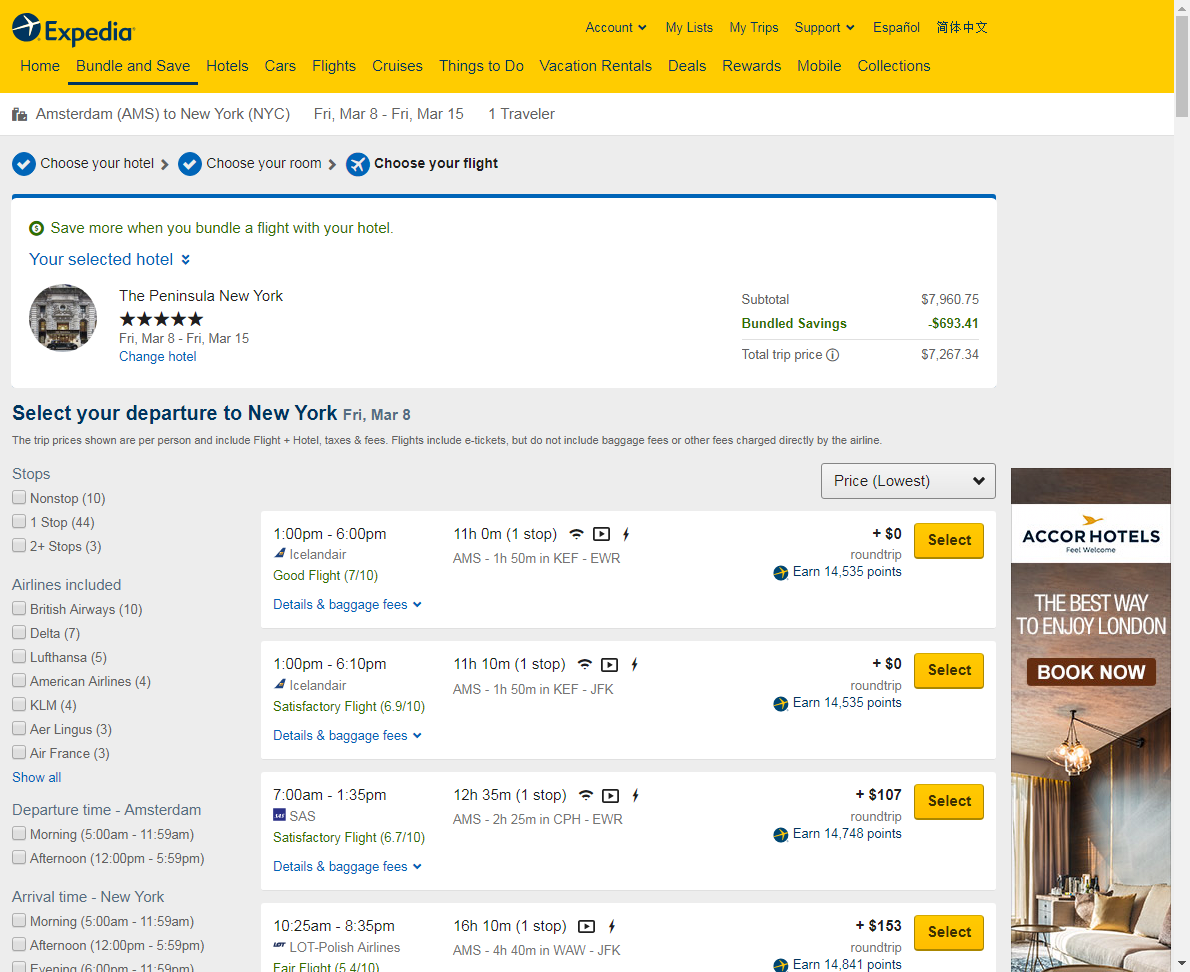 Expedia
Account
My Lists
My Trips
Support
Español
简体中文
Home
Bundle and Save
Hotels
Cars
Flights
Cruises
Things to Do
Vacation Rentals
Deals
Rewards
Mobile
Collections
Amsterdam (AMS) to New York (NYC)
Fri, Mar 8 - Fri, Mar 15
1 Traveler
Choose your hotel
Choose your room
Choose your flight
Save more when you bundle a flight with your hotel.
Your selected hotel
The Peninsula New York
Fri, Mar 8 - Fri, Mar 15
Change hotel
Subtotal $7,960.75
Bundled Savings -$693.41
Total trip price $7,267.34
Select your departure to New York Fri, Mar 8
The trip prices shown are per person and include Flight + Hotel, taxes & fees. Flights include e-tickets, but do not include baggage fees or other fees charged directly by the airline.
Stops
Nonstop (10)
1 Stop (44)
2+ Stops (3)
Airlines included
British Airways (10)
Delta (7)
Lufthansa (5)
American Airlines (4)
KLM (4)
Aer Lingus (3)
Air France (3)
Show all
Departure time - Amsterdam
Morning (5:00am - 11:59am)
Afternoon (12:00pm - 5:59pm)
Arrival time - New York
Morning (5:00am - 11:59am)
Afternoon (12:00pm - 5:59pm)
Evening (6:00pm - 11:59pm)
Price (Lowest)
1:00pm - 6:00pm
Icelandair
Good Flight (7/10)
Details & baggage fees
11h 0m (1 stop)
AMS - 1h 50m in KEF - EWR
+ $0
roundtrip
Earn 14,535 points
Select
1:00pm - 6:10pm
Icelandair
Satisfactory Flight (6.9/10)
Details & baggage fees
11h 10m (1 stop)
AMS - 1h 50m in KEF - JFK
+ $0
roundtrip
Earn 14,535 points
Select
7:00am - 1:35pm
SAS SAS
Satisfactory Flight (6.7/10)
Details & baggage fees
12h 35m (1 stop)
AMS - 2h 25m in CPH - EWR
+ $107
roundtrip
Earn 14,748 points
Select
10:25am - 8:35pm
LOT LOT-Polish Airlines
Fair Flight (5.4/10)
16h 10m (1 stop)
AMS - 4h 40m in WAW - JFK
+ $153
roundtrip
Earn 14,841 points
Select
ACCOR HOTELS
Feel Welcome
THE BEST WAY
TO ENJOY LONDON
BOOK NOW